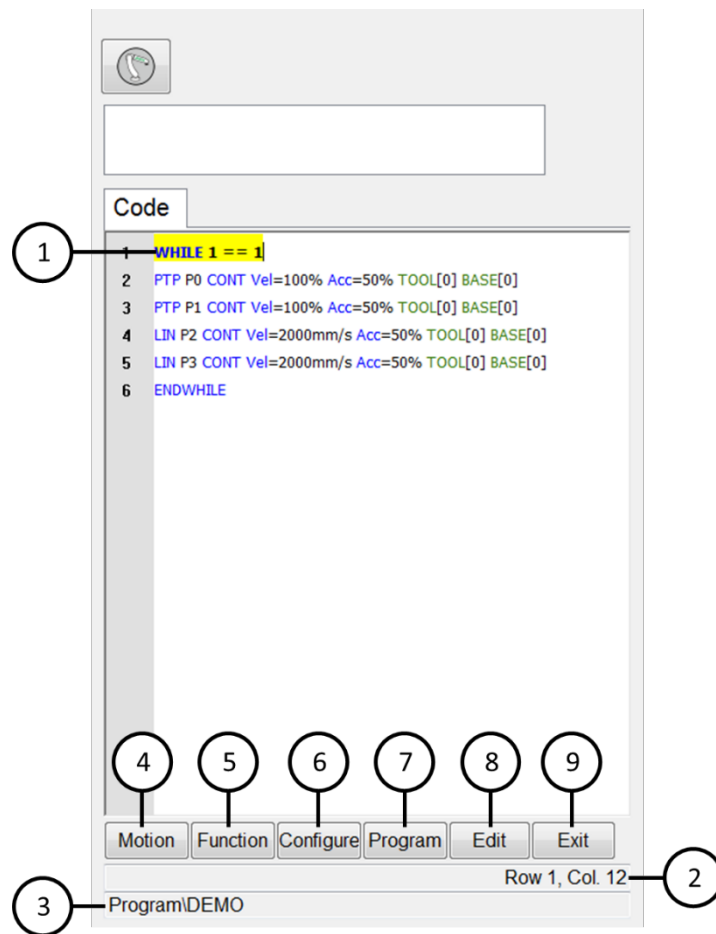 Code
1 WHILE 1 == 1
1
2 PTP P0 CONT Vel=100% Acc=50% TOOL[0] BASE[0]
3 PTP P1 CONT Vel=100% Acc=50% TOOL[0] BASE[0]
4 LIN P2 CONT Vel=2000mm/s Acc=50% TOOL[0] BASE[0]
5 LIN P3 CONT Vel=2000mm/s Acc=50% TOOL[0] BASE[0]
6 ENDWHILE
4 5 6 7 8 9
Motion Function Configure Program Edit Exit
Row 1, Col. 12
2
3
Program\DEMO